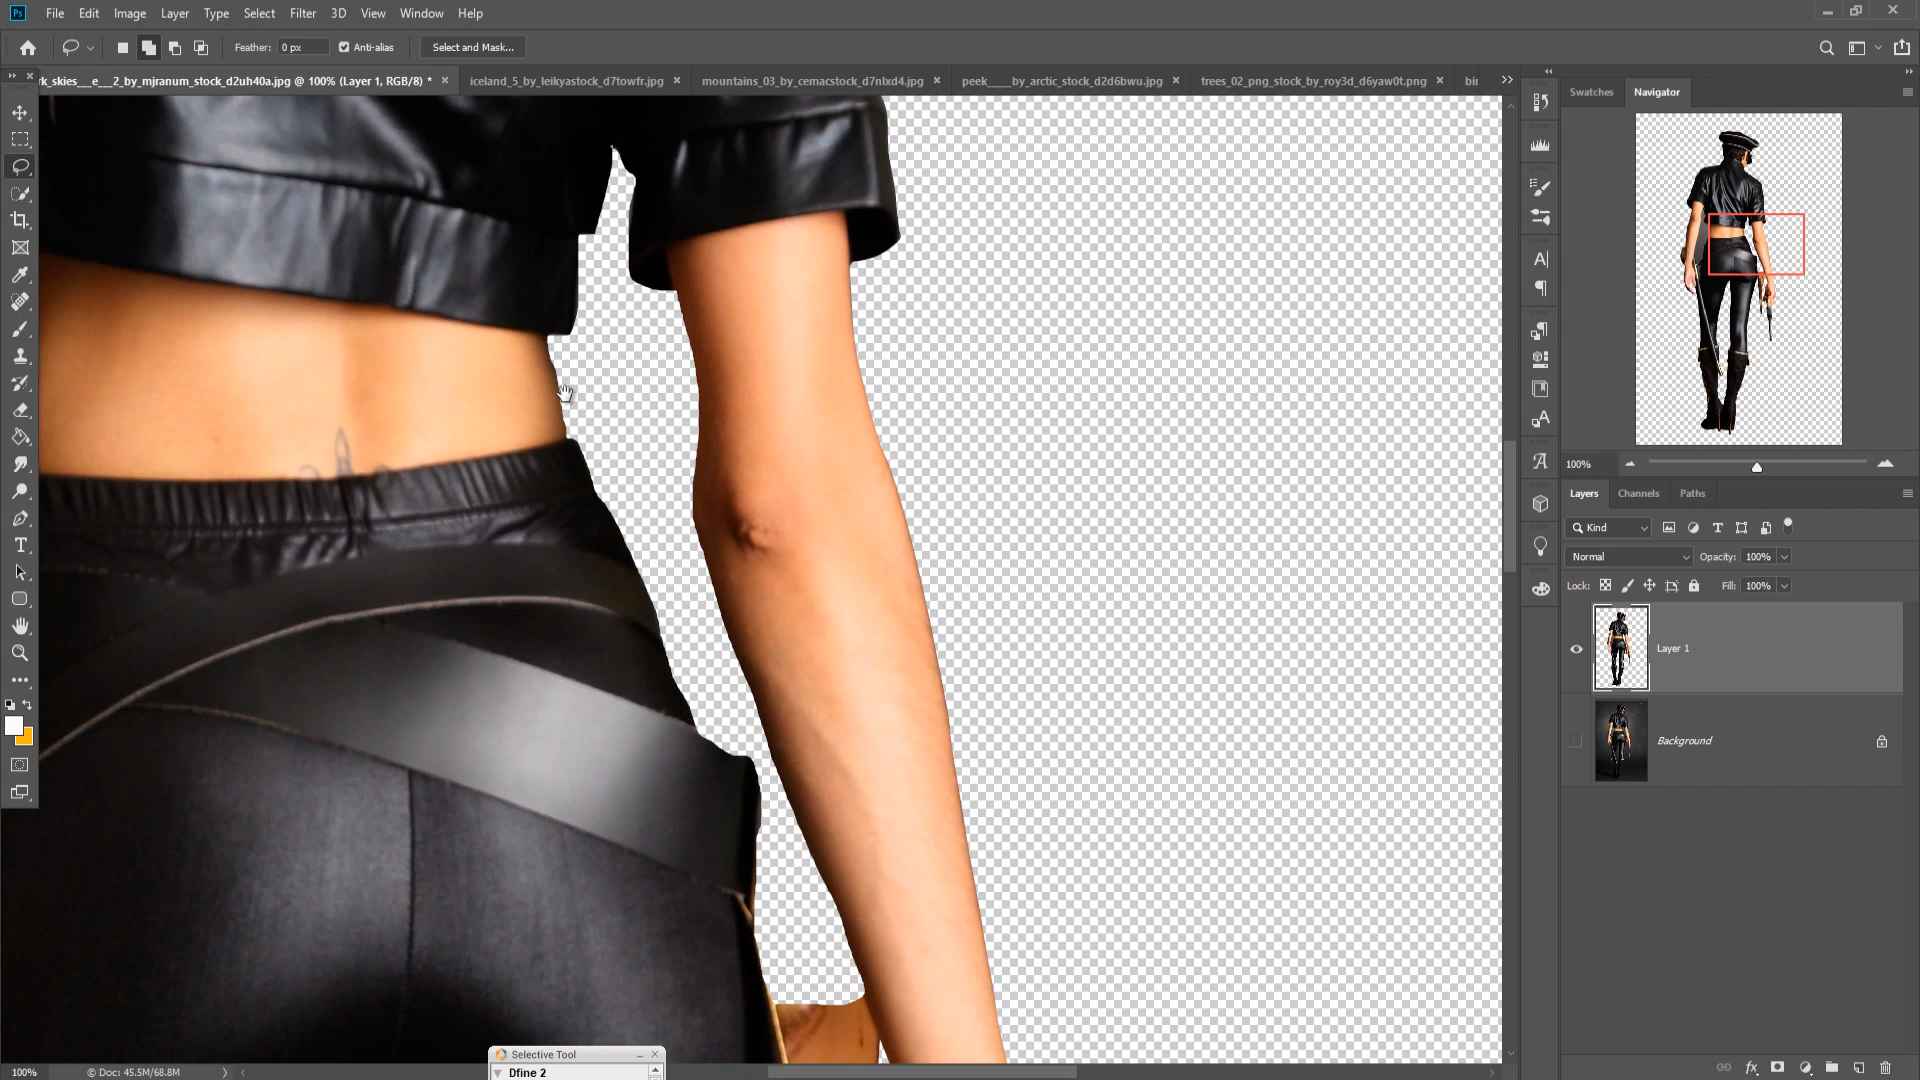 Ps File Edit Image Layer Type Select Filter 3D View Window Help
Feather: 0 px Anti-alias Select and Mask...
rk_skies__e__2_by_mjranum_stock_d2uh40a.jpg @ 100% (Layer 1, RGB/8) * iceland_5_by_leikyastock_d7towfr.jpg mountains_03_by_cemacstock_d7nlxd4.jpg peek____by_arctic_stock_d2d6bwu.jpg trees_02_png_stock_by_roy3d_d6yaw0t.png bir
Swatches Navigator
100%
Layers Channels Paths
Kind
Normal Opacity: 100%
Lock: Fill: 100%
Layer 1
Background
Selective Tool
Dfine 2
100% Doc: 45.5M/68.8M